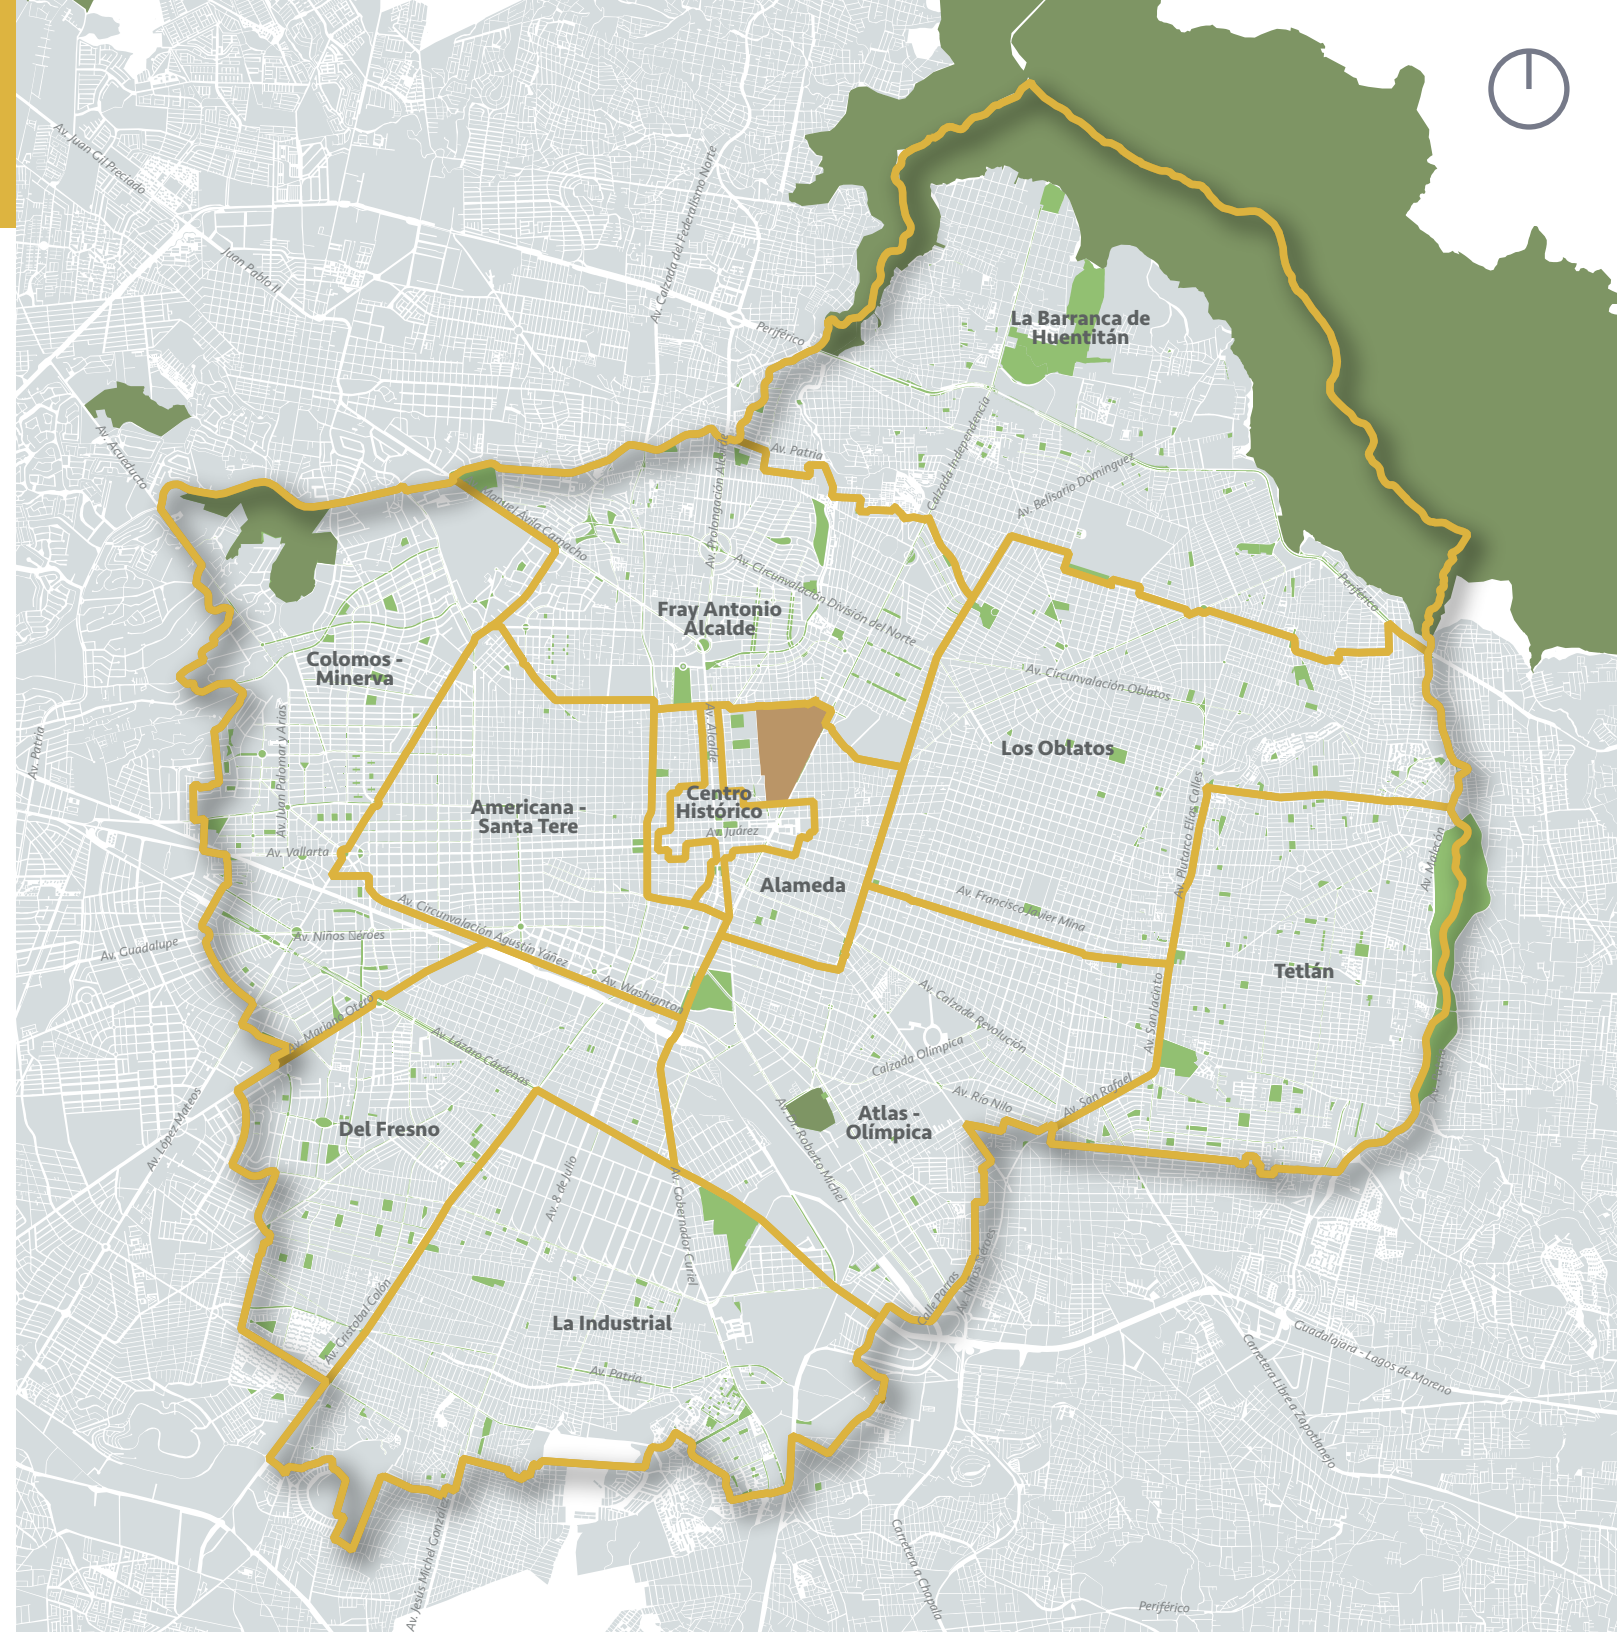 Av. Juan Gil Preciado
Juan Pablo II
Av. Calzada del Federalismo Norte
Periférico
La Barranca de
Huentitán
Av. Acueducto
Av. Patria
Calzada Independencia
Av. Belisario Domínguez
Manuel Ávila Camacho
Av. Prolongación Alcalde
Av. Circunvalación División del Norte
Periférico
Fray Antonio
Alcalde
Colomos -
Minerva
Av. Circunvalación Oblatos
Av. Patria
Av. Juan Palomar y Arias
Av. Alcalde
Los Oblatos
Americana -
Santa Tere
Centro
Histórico
Av. Juárez
Av. Plutarco Elías Calles
Av. Malecón
Av. Vallarta
Alameda
Av. Francisco Javier Mina
Av. Circunvalación Agustín Yáñez
Av. Niños Héroes
Av. Guadalupe
Av. Washignton
Tetlán
Av. Mariano Otero
Av. Lázaro Cárdenas
Av. Calzada Revolución
Calzada Olímpica
Av. San Jacinto
Av. López Mateos
Del Fresno
Av. Dr. Roberto Michel
Atlas -
Olímpica
Av. Río Nilo
Av. San Rafael
Av. 8 de Julio
Av. Gobernador Curiel
Av. Niños Héroes
Calle Parras
Av. Cristobal Colón
La Industrial
Av. Patria
Guadalajara - Lagos de Moreno
Carretera Libre a Zapotlanejo
Av. Jesús Michel González
Carretera a Chapala
Periférico